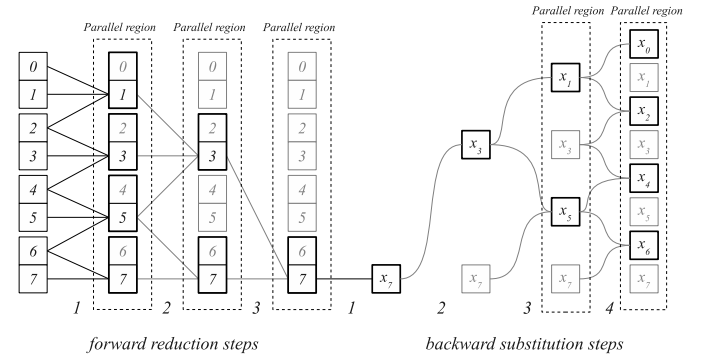 Parallel region Parallel region
Parallel region Parallel region Parallel region
0 0 0 0 x0
1 1 1 1 x1 x1
2 2 2 2 x2
3 3 3 3 x3 x3 x3
4 4 4 4 x4
5 5 5 5 x5 x5
6 6 6 6 x6
7 7 7 7 x7 x7 x7 x7
1 2 3 1 2 3 4
forward reduction steps backward substitution steps